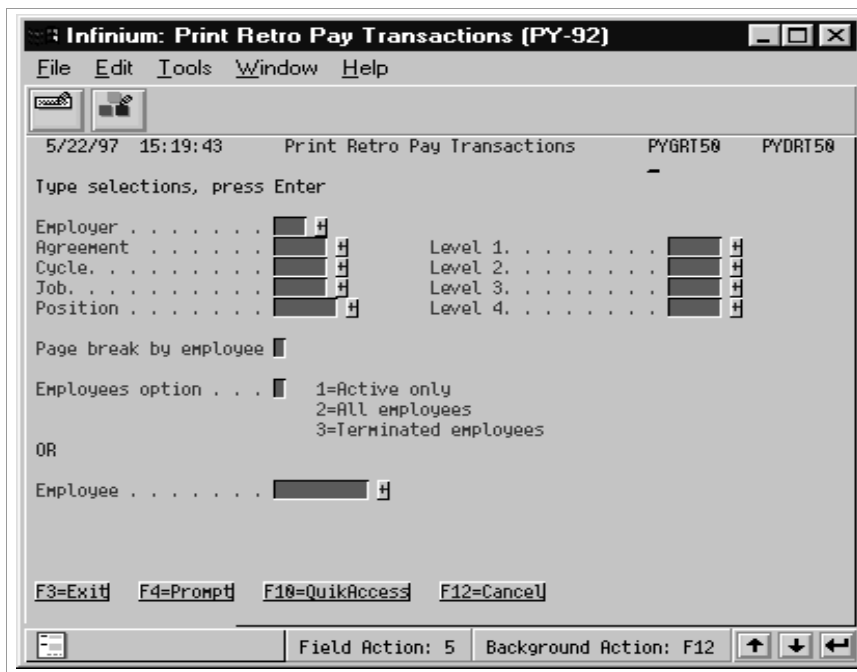 Infinium: Print Retro Pay Transactions (PY-92)
File Edit Tools Window Help
5/22/97 15:19:43 Print Retro Pay Transactions PYGRT50 PYDRT50
Type selections, press Enter
Employer . . . . . . .
Agreement . . . . . . Level 1. . . . . . . .
Cycle. . . . . . . . . Level 2. . . . . . . .
Job. . . . . . . . . . Level 3. . . . . . . .
Position . . . . . . . Level 4. . . . . . . .
Page break by employee
Employees option . . . 1=Active only
2=All employees
3=Terminated employees
OR
Employee . . . . . . .
F3=Exit F4=Prompt F10=QuikAccess F12=Cancel
Field Action: 5 Background Action: F12